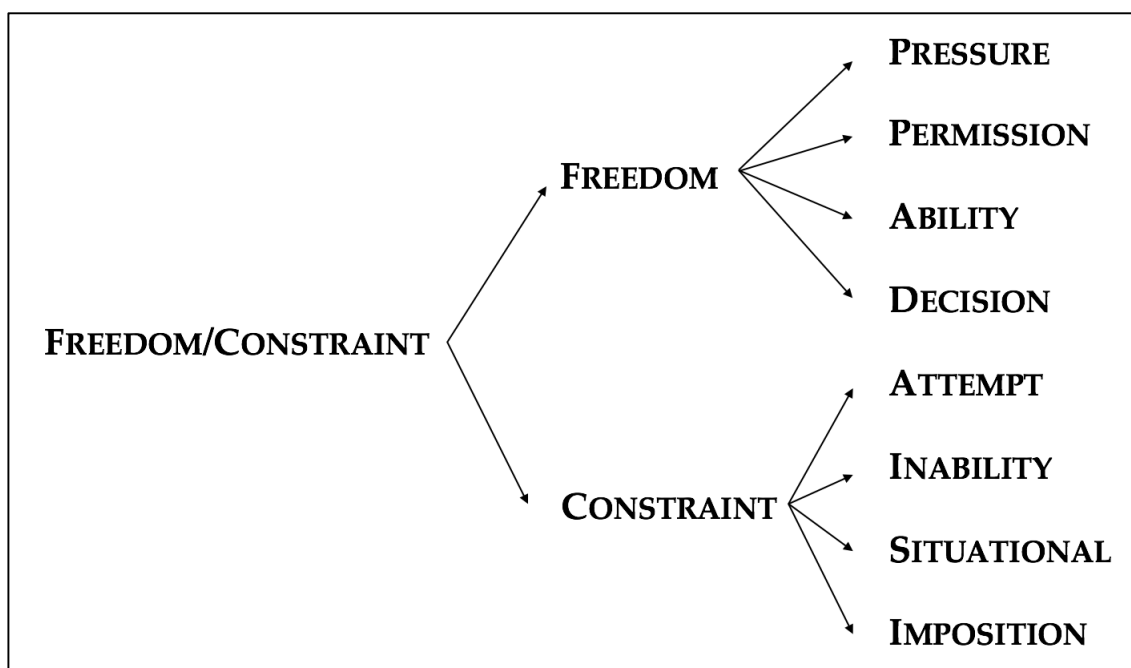 PRESSURE
PERMISSION
FREEDOM
ABILITY
DECISION
FREEDOM/CONSTRAINT
ATTEMPT
INABILITY
CONSTRAINT
SITUATIONAL
IMPOSITION